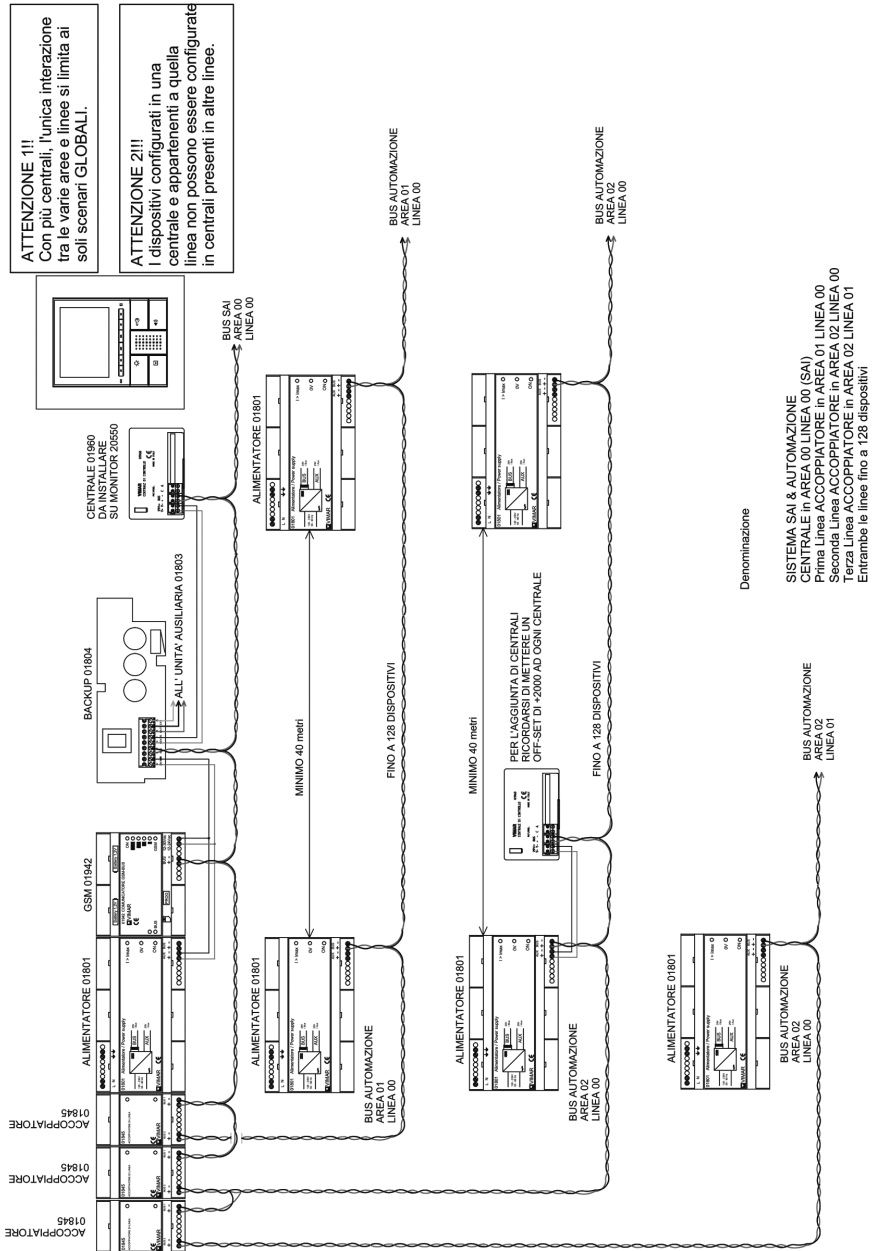 ATTENZIONE 1!!
Con più centrali, l'unica interazione
tra le varie aree e linee si limita ai
soli scenari GLOBALI.
ATTENZIONE 2!!!
I dispositivi configurati in una
centrale e appartenenti a quella
linea non possono essere configurate
in centrali presenti in altre linee.
ACCOPPIATORE
01845
ACCOPPIATORE
01845
ACCOPPIATORE
01845
ALIMENTATORE 01801
GSM 01942
BACKUP 01804
ALL' UNITA' AUSILIARIA 01803
CENTRALE 01960
DA INSTALLARE
SU MONITOR 20550
BUS SAI
AREA 00
LINEA 00
ALIMENTATORE 01801
MINIMO 40 metri
ALIMENTATORE 01801
BUS AUTOMAZIONE
AREA 01
LINEA 00
FINO A 128 DISPOSITIVI
BUS AUTOMAZIONE
AREA 01
LINEA 00
ALIMENTATORE 01801
MINIMO 40 metri
PER L'AGGIUNTA DI CENTRALI
RICORDARSI DI METTERE UN
OFF-SET DI +2000 AD OGNI CENTRALE
BUS AUTOMAZIONE
AREA 02
LINEA 00
FINO A 128 DISPOSITIVI
BUS AUTOMAZIONE
AREA 02
LINEA 00
ALIMENTATORE 01801
BUS AUTOMAZIONE
AREA 02
LINEA 00
BUS AUTOMAZIONE
AREA 02
LINEA 01
Denominazione
SISTEMA SAI & AUTOMAZIONE
CENTRALE in AREA 00 LINEA 00 (SAI)
Prima Linea ACCOPPIATORE in AREA 01 LINEA 00
Seconda Linea ACCOPPIATORE in AREA 02 LINEA 00
Terza Linea ACCOPPIATORE in AREA 02 LINEA 01
Entrambe le linee fino a 128 dispositivi